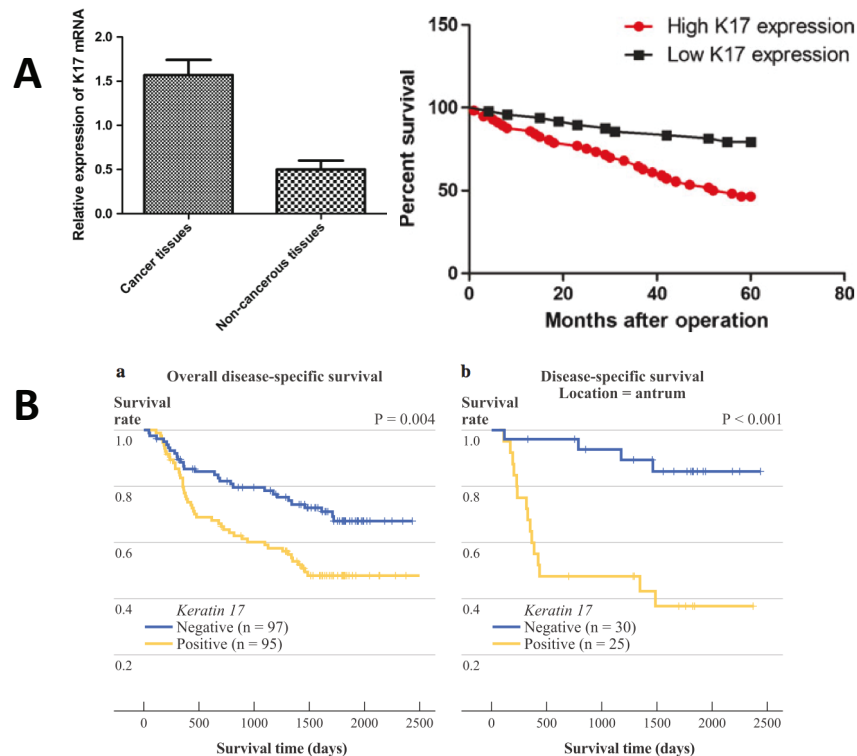 A
Relative expression of K17 mRNA
2.0
1.5
1.0
0.5
0.0
Cancer tissues
Non-cancerous tissues
High K17 expression
Low K17 expression
Percent survival
150
100
50
0
0 20 40 60 80
Months after operation
B
a
Overall disease-specific survival
Survival
rate
P = 0.004
1.0
0.8
0.6
0.4
0.2
Keratin 17
Negative (n = 97)
Positive (n = 95)
0 500 1000 1500 2000 2500
Survival time (days)
b
Disease-specific survival
Location = antrum
Survival
rate
P < 0.001
1.0
0.8
0.6
0.4
0.2
Keratin 17
Negative (n = 30)
Positive (n = 25)
0 500 1000 1500 2000 2500
Survival time (days)